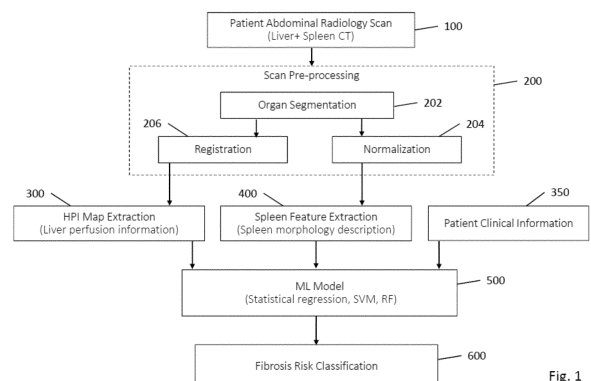 Patient Abdominal Radiology Scan
(Liver+ Spleen CT)
100
Scan Pre-processing
200
Organ Segmentation
202
206
204
Registration
Normalization
300
400
350
HPI Map Extraction
(Liver perfusion information)
Spleen Feature Extraction
(Spleen morphology description)
Patient Clinical Information
ML Model
(Statistical regression, SVM, RF)
500
Fibrosis Risk Classification
600
Fig. 1